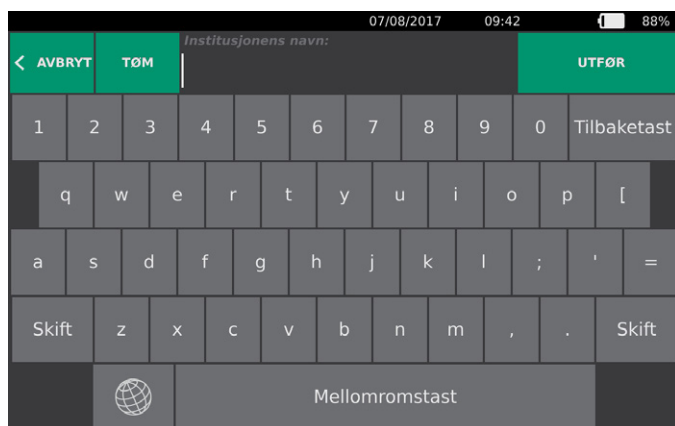 07/08/2017 09:42 88%
AVBRYT TØM Institusjonens navn: UTFØR
1 2 3 4 5 6 7 8 9 0 Tilbaketast
q w e r t y u i o p [
a s d f g h j k l ; ' =
Skift z x c v b n m , . Skift
Mellomromstast